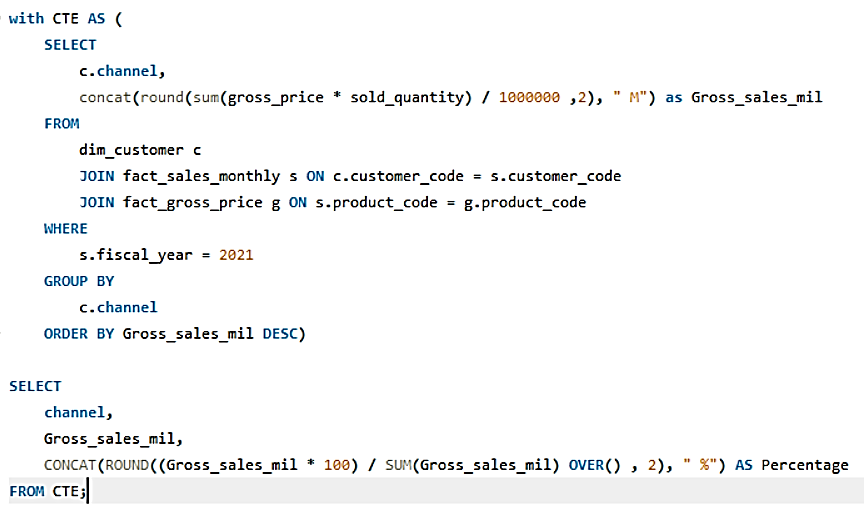 with CTE AS (
SELECT
c.channel,
concat(round(sum(gross_price * sold_quantity) / 1000000 ,2), " M") as Gross_sales_mil
FROM
dim_customer c
JOIN fact_sales_monthly s ON c.customer_code = s.customer_code
JOIN fact_gross_price g ON s.product_code = g.product_code
WHERE
s.fiscal_year = 2021
GROUP BY
c.channel
ORDER BY Gross_sales_mil DESC)
SELECT
channel,
Gross_sales_mil,
CONCAT(ROUND((Gross_sales_mil * 100) / SUM(Gross_sales_mil) OVER() , 2), " %") AS Percentage
FROM CTE;